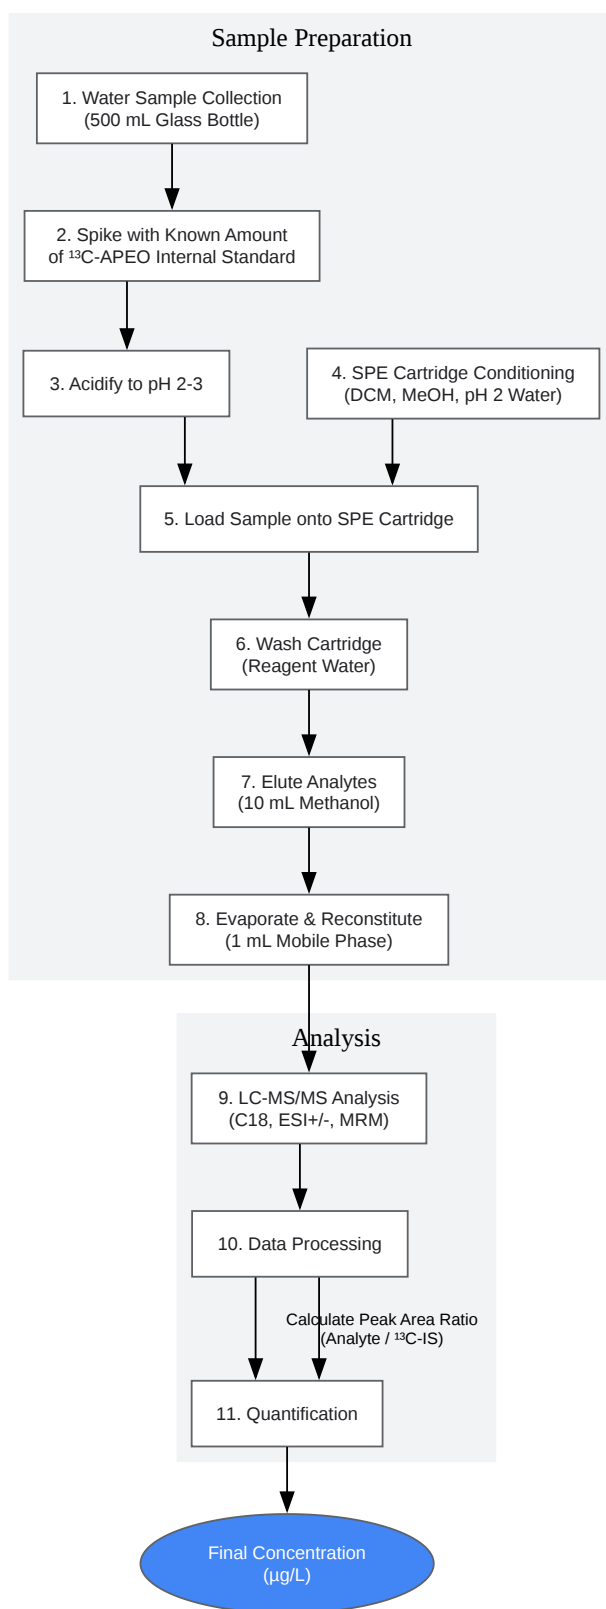 Sample Preparation
1. Water Sample Collection
(500 mL Glass Bottle)
2. Spike with Known Amount
of ¹³C-APEO Internal Standard
3. Acidify to pH 2-3
4. SPE Cartridge Conditioning
(DCM, MeOH, pH 2 Water)
5. Load Sample onto SPE Cartridge
6. Wash Cartridge
(Reagent Water)
7. Elute Analytes
(10 mL Methanol)
8. Evaporate & Reconstitute
(1 mL Mobile Phase)
Analysis
9. LC-MS/MS Analysis
(C18, ESI+/-, MRM)
10. Data Processing
Calculate Peak Area Ratio
(Analyte / ¹³C-IS)
11. Quantification
Final Concentration
(µg/L)